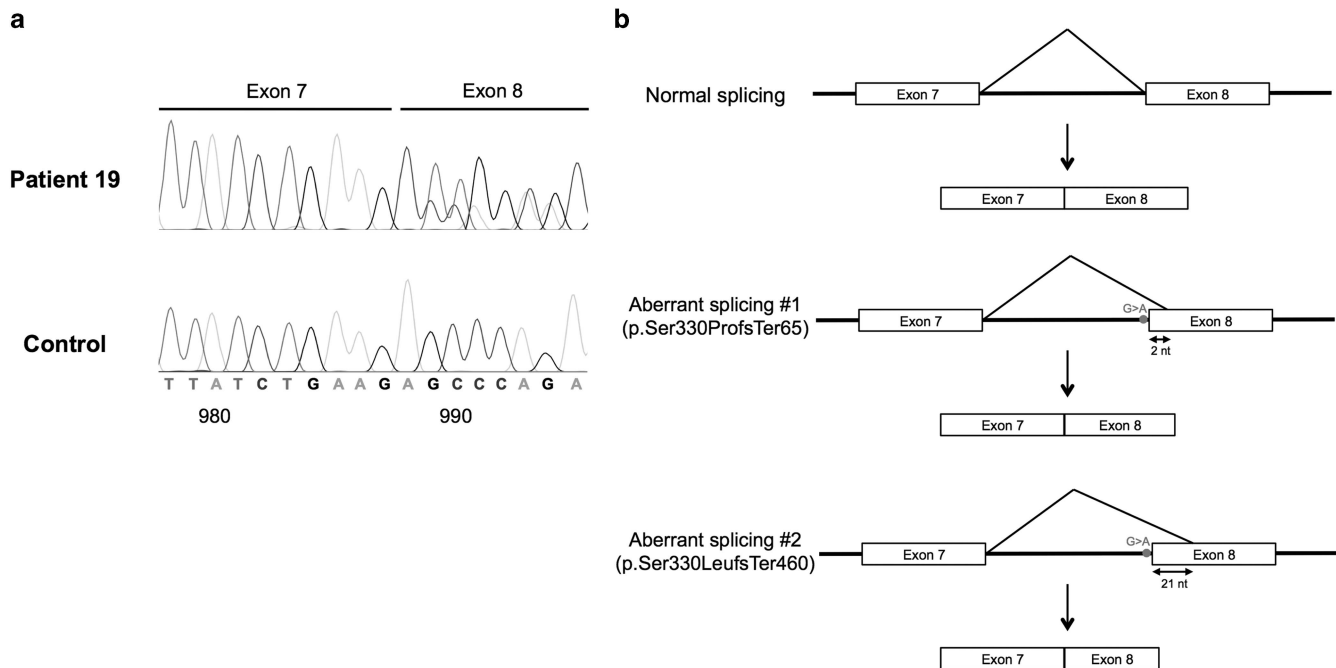 a
Exon 7 Exon 8
Patient 19
Control
T T A T C T G A A G A G C C C A G A
980 990
b
Normal splicing
Exon 7 Exon 8
Exon 7 Exon 8
Aberrant splicing #1
(p.Ser330ProfsTer65)
G>A
Exon 7 Exon 8
2 nt
Exon 7 Exon 8
Aberrant splicing #2
(p.Ser330LeufsTer460)
G>A
Exon 7 Exon 8
21 nt
Exon 7 Exon 8